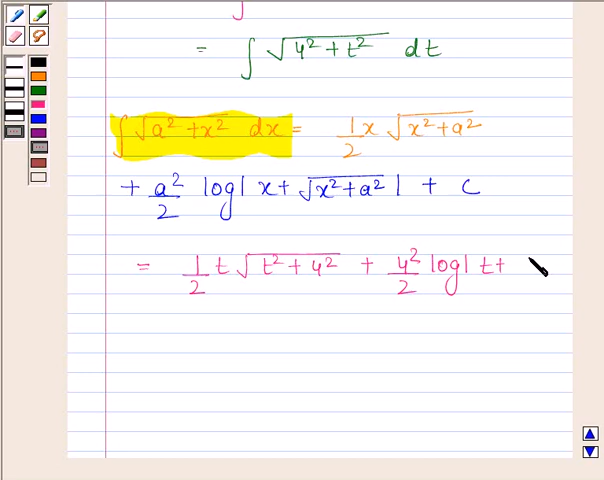 = ∫ √(4² + t²) dt
∫ √(a² + x²) dx = 1/2 x √(x² + a²)
+ a²/2 log| x + √(x² + a²) | + c
= 1/2 t √(t² + 4²) + 4²/2 log| t +